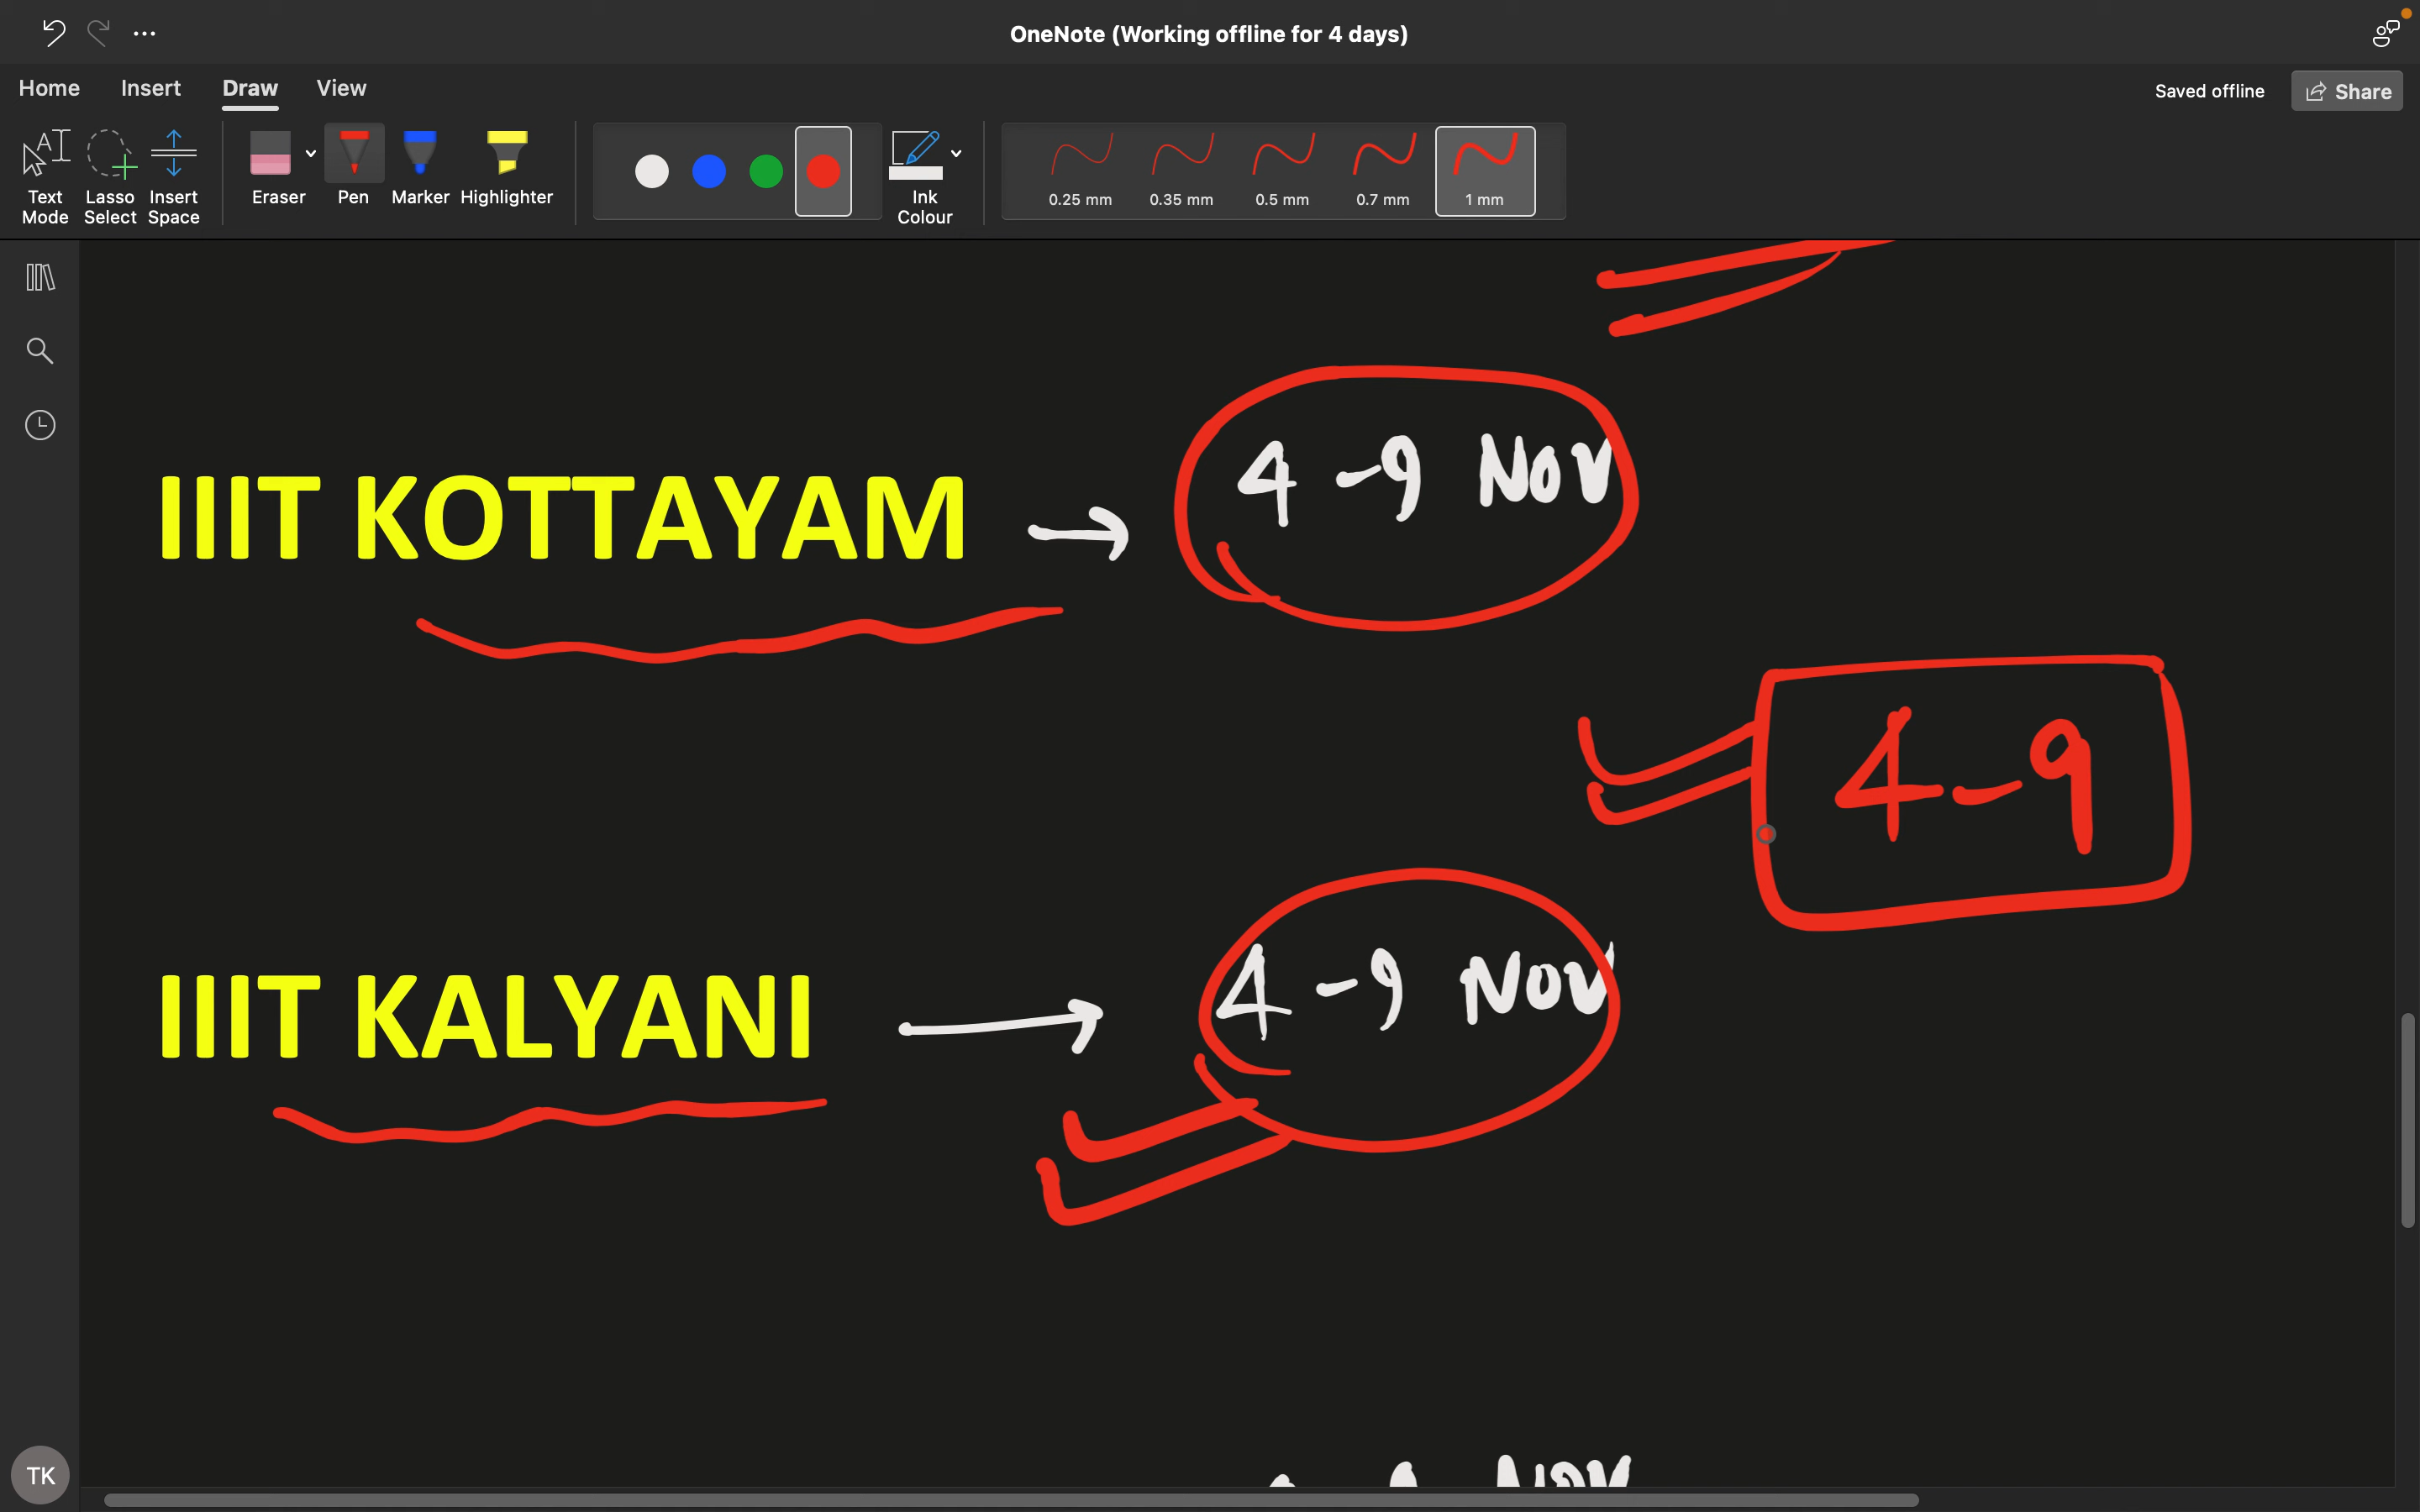 OneNote (Working offline for 4 days)
Home Insert Draw View
Saved offline Share
Text Mode
Lasso Select
Insert Space
Eraser
Pen
Marker
Highlighter
Ink Colour
0.25 mm
0.35 mm
0.5 mm
0.7 mm
1 mm
IIIT KOTTAYAM → 4 - 9 NOV
4 - 9
IIIT KALYANI → 4 - 9 NOV
TK